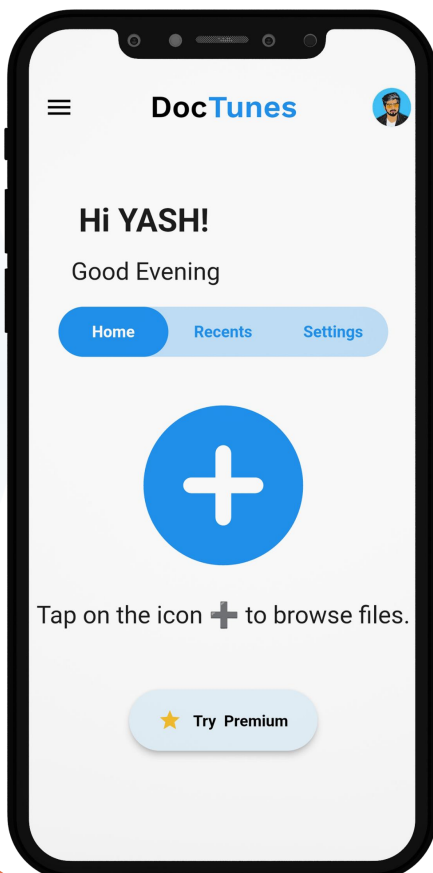 DocTunes
Hi YASH!
Good Evening
Home Recents Settings
Tap on the icon ➕ to browse files.
Try Premium